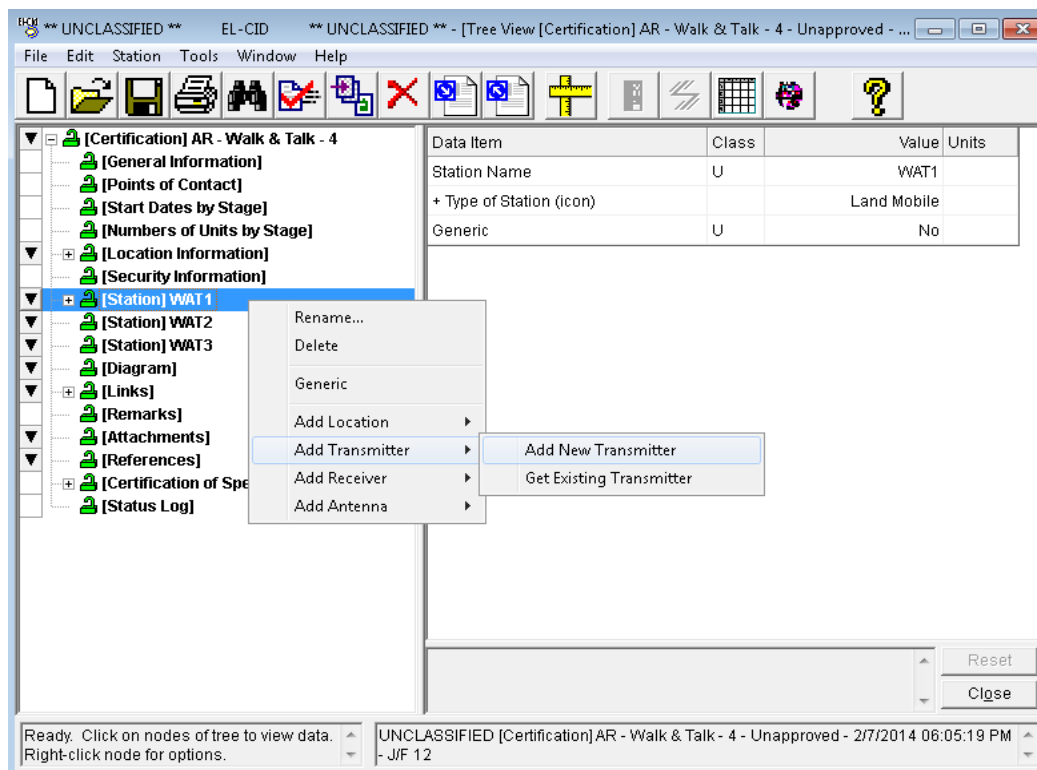 ** UNCLASSIFIED ** EL-CID ** UNCLASSIFIED ** - [Tree View [Certification] AR - Walk & Talk - 4 - Unapproved - ...
File Edit Station Tools Window Help
[Certification] AR - Walk & Talk - 4
[General Information]
[Points of Contact]
[Start Dates by Stage]
[Numbers of Units by Stage]
[Location Information]
[Security Information]
[Station] WAT1
[Station] WAT2
[Station] WAT3
[Diagram]
[Links]
[Remarks]
[Attachments]
[References]
[Certification of Spe
[Status Log]
Rename...
Delete
Generic
Add Location
Add Transmitter
Add Receiver
Add Antenna
Add New Transmitter
Get Existing Transmitter
Data Item Class Value Units
Station Name U WAT1
+ Type of Station (icon) Land Mobile
Generic U No
Reset
Close
Ready. Click on nodes of tree to view data.
Right-click node for options.
UNCLASSIFIED [Certification] AR - Walk & Talk - 4 - Unapproved - 2/7/2014 06:05:19 PM
- J/F 12